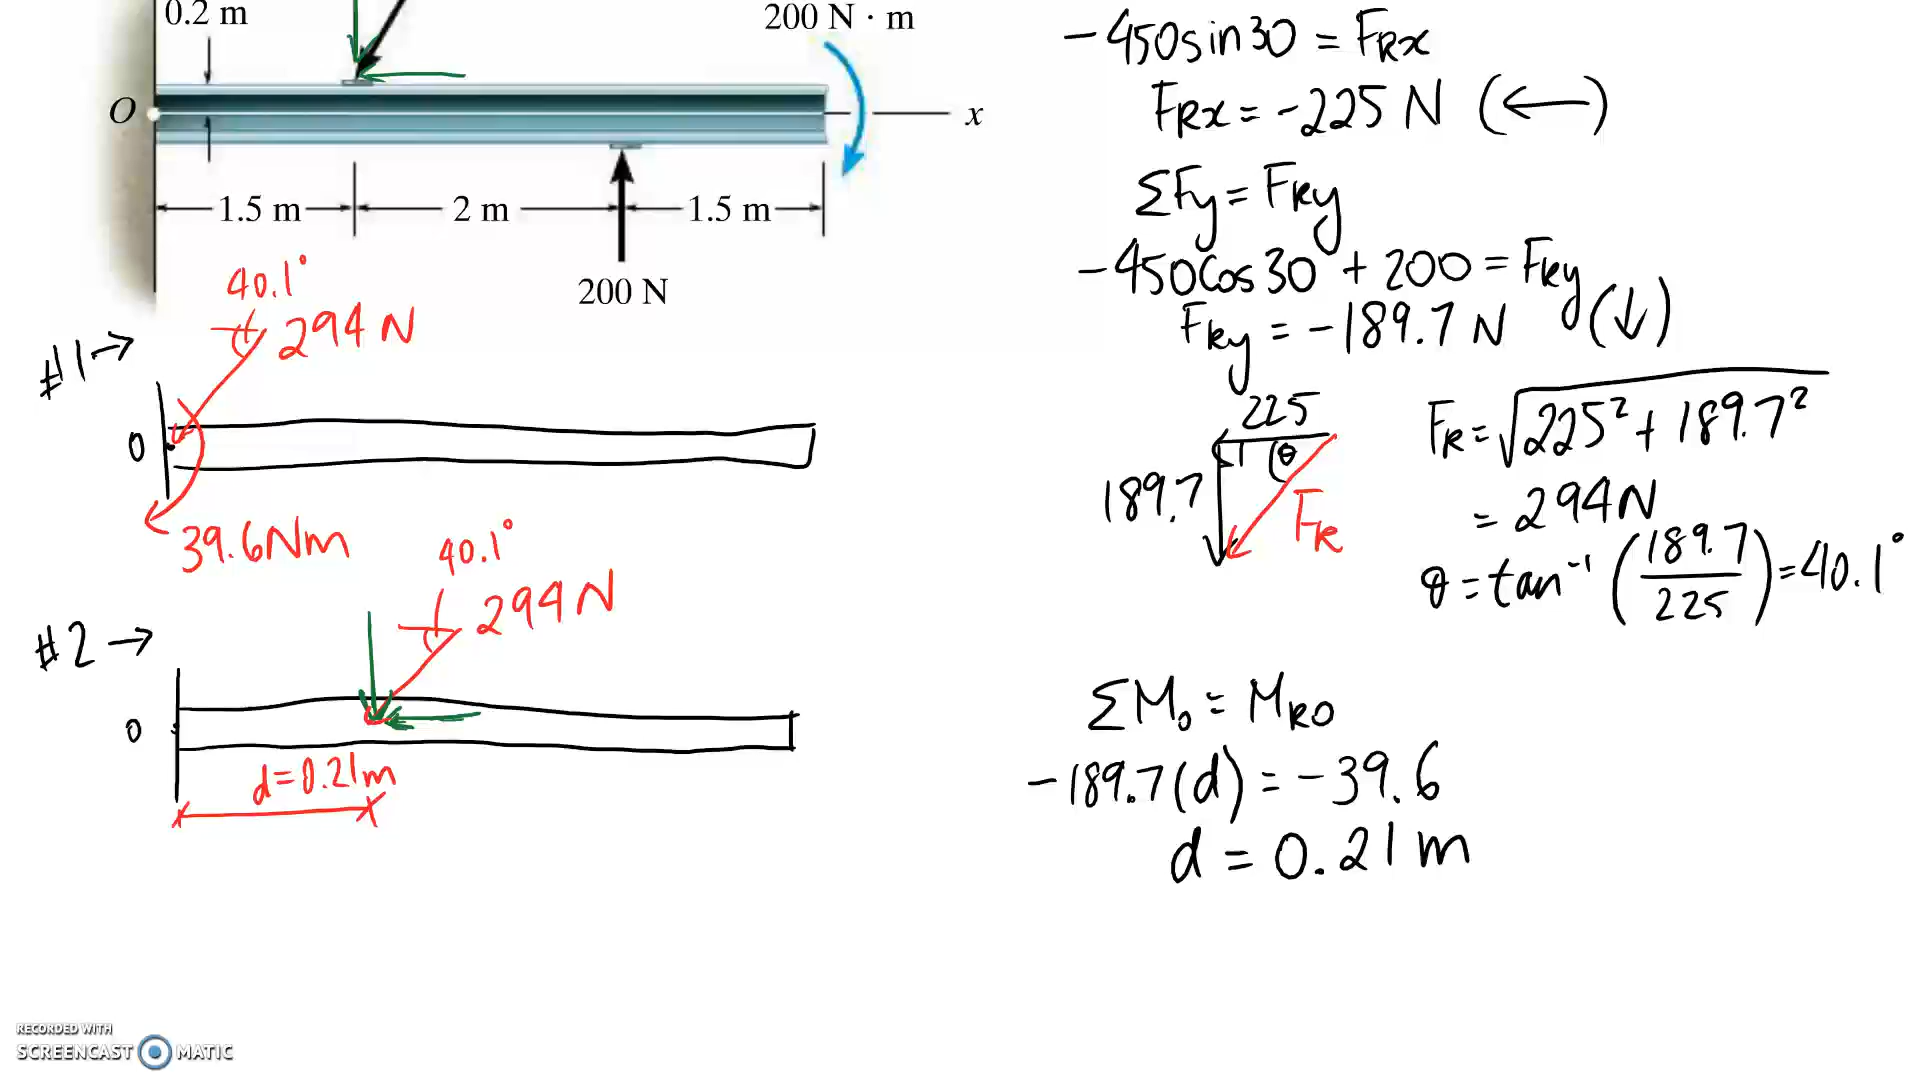 0.2 m
200 N · m
O
x
1.5 m
2 m
1.5 m
200 N
#1→
40.1°
294 N
0
39.6Nm
#2→
40.1°
294 N
0
d=0.21m
-450sin30 = FRx
FRx = -225 N (←)
ΣFy = FRy
-450cos30 + 200 = FRy
FRy = -189.7 N (↓)
225
θ
189.7
FR
FR = √225² + 189.7²
= 294N
θ = tan⁻¹ (189.7/225) = 40.1°
ΣMo = MRO
-189.7(d) = -39.6
d = 0.21 m
RECORDED WITH
SCREENCAST MATIC